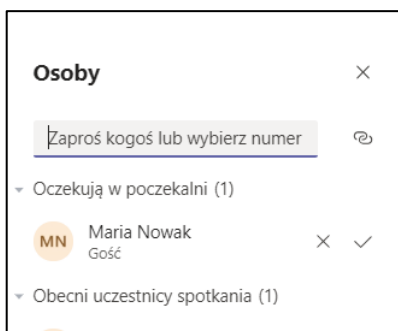 Osoby
Zaproś kogoś lub wybierz numer
Oczekują w poczekalni (1)
MN
Maria Nowak
Gość
Obecni uczestnicy spotkania (1)